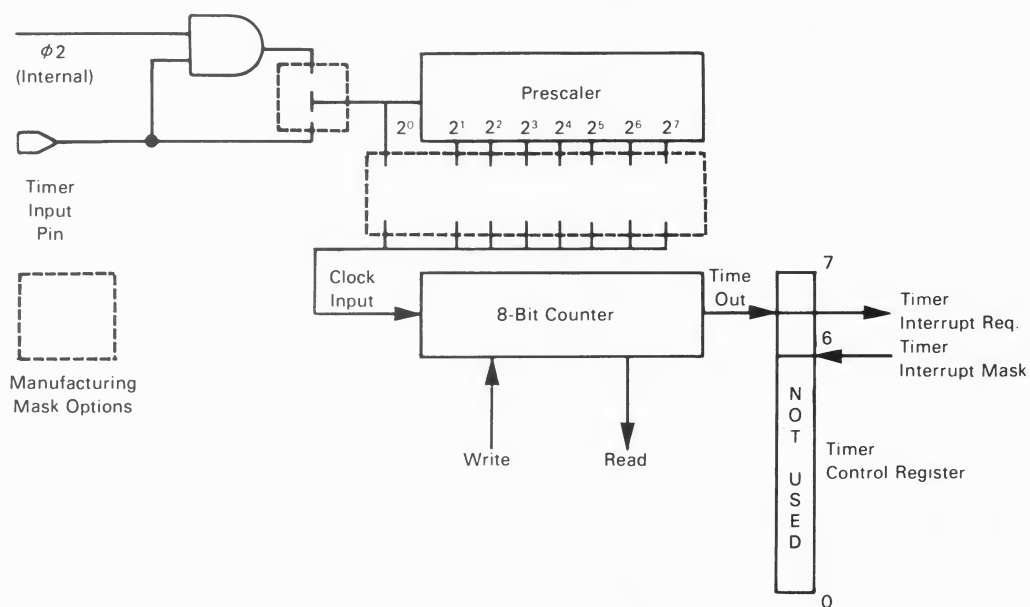 ϕ2
(Internal)
Timer
Input
Pin
Manufacturing
Mask Options
Prescaler
2⁰ 2¹ 2² 2³ 2⁴ 2⁵ 2⁶ 2⁷
Clock
Input
8-Bit Counter
Write
Read
Time
Out
7
6
Timer
Interrupt Req.
Timer
Interrupt Mask
NOT USED
Timer
Control Register
0